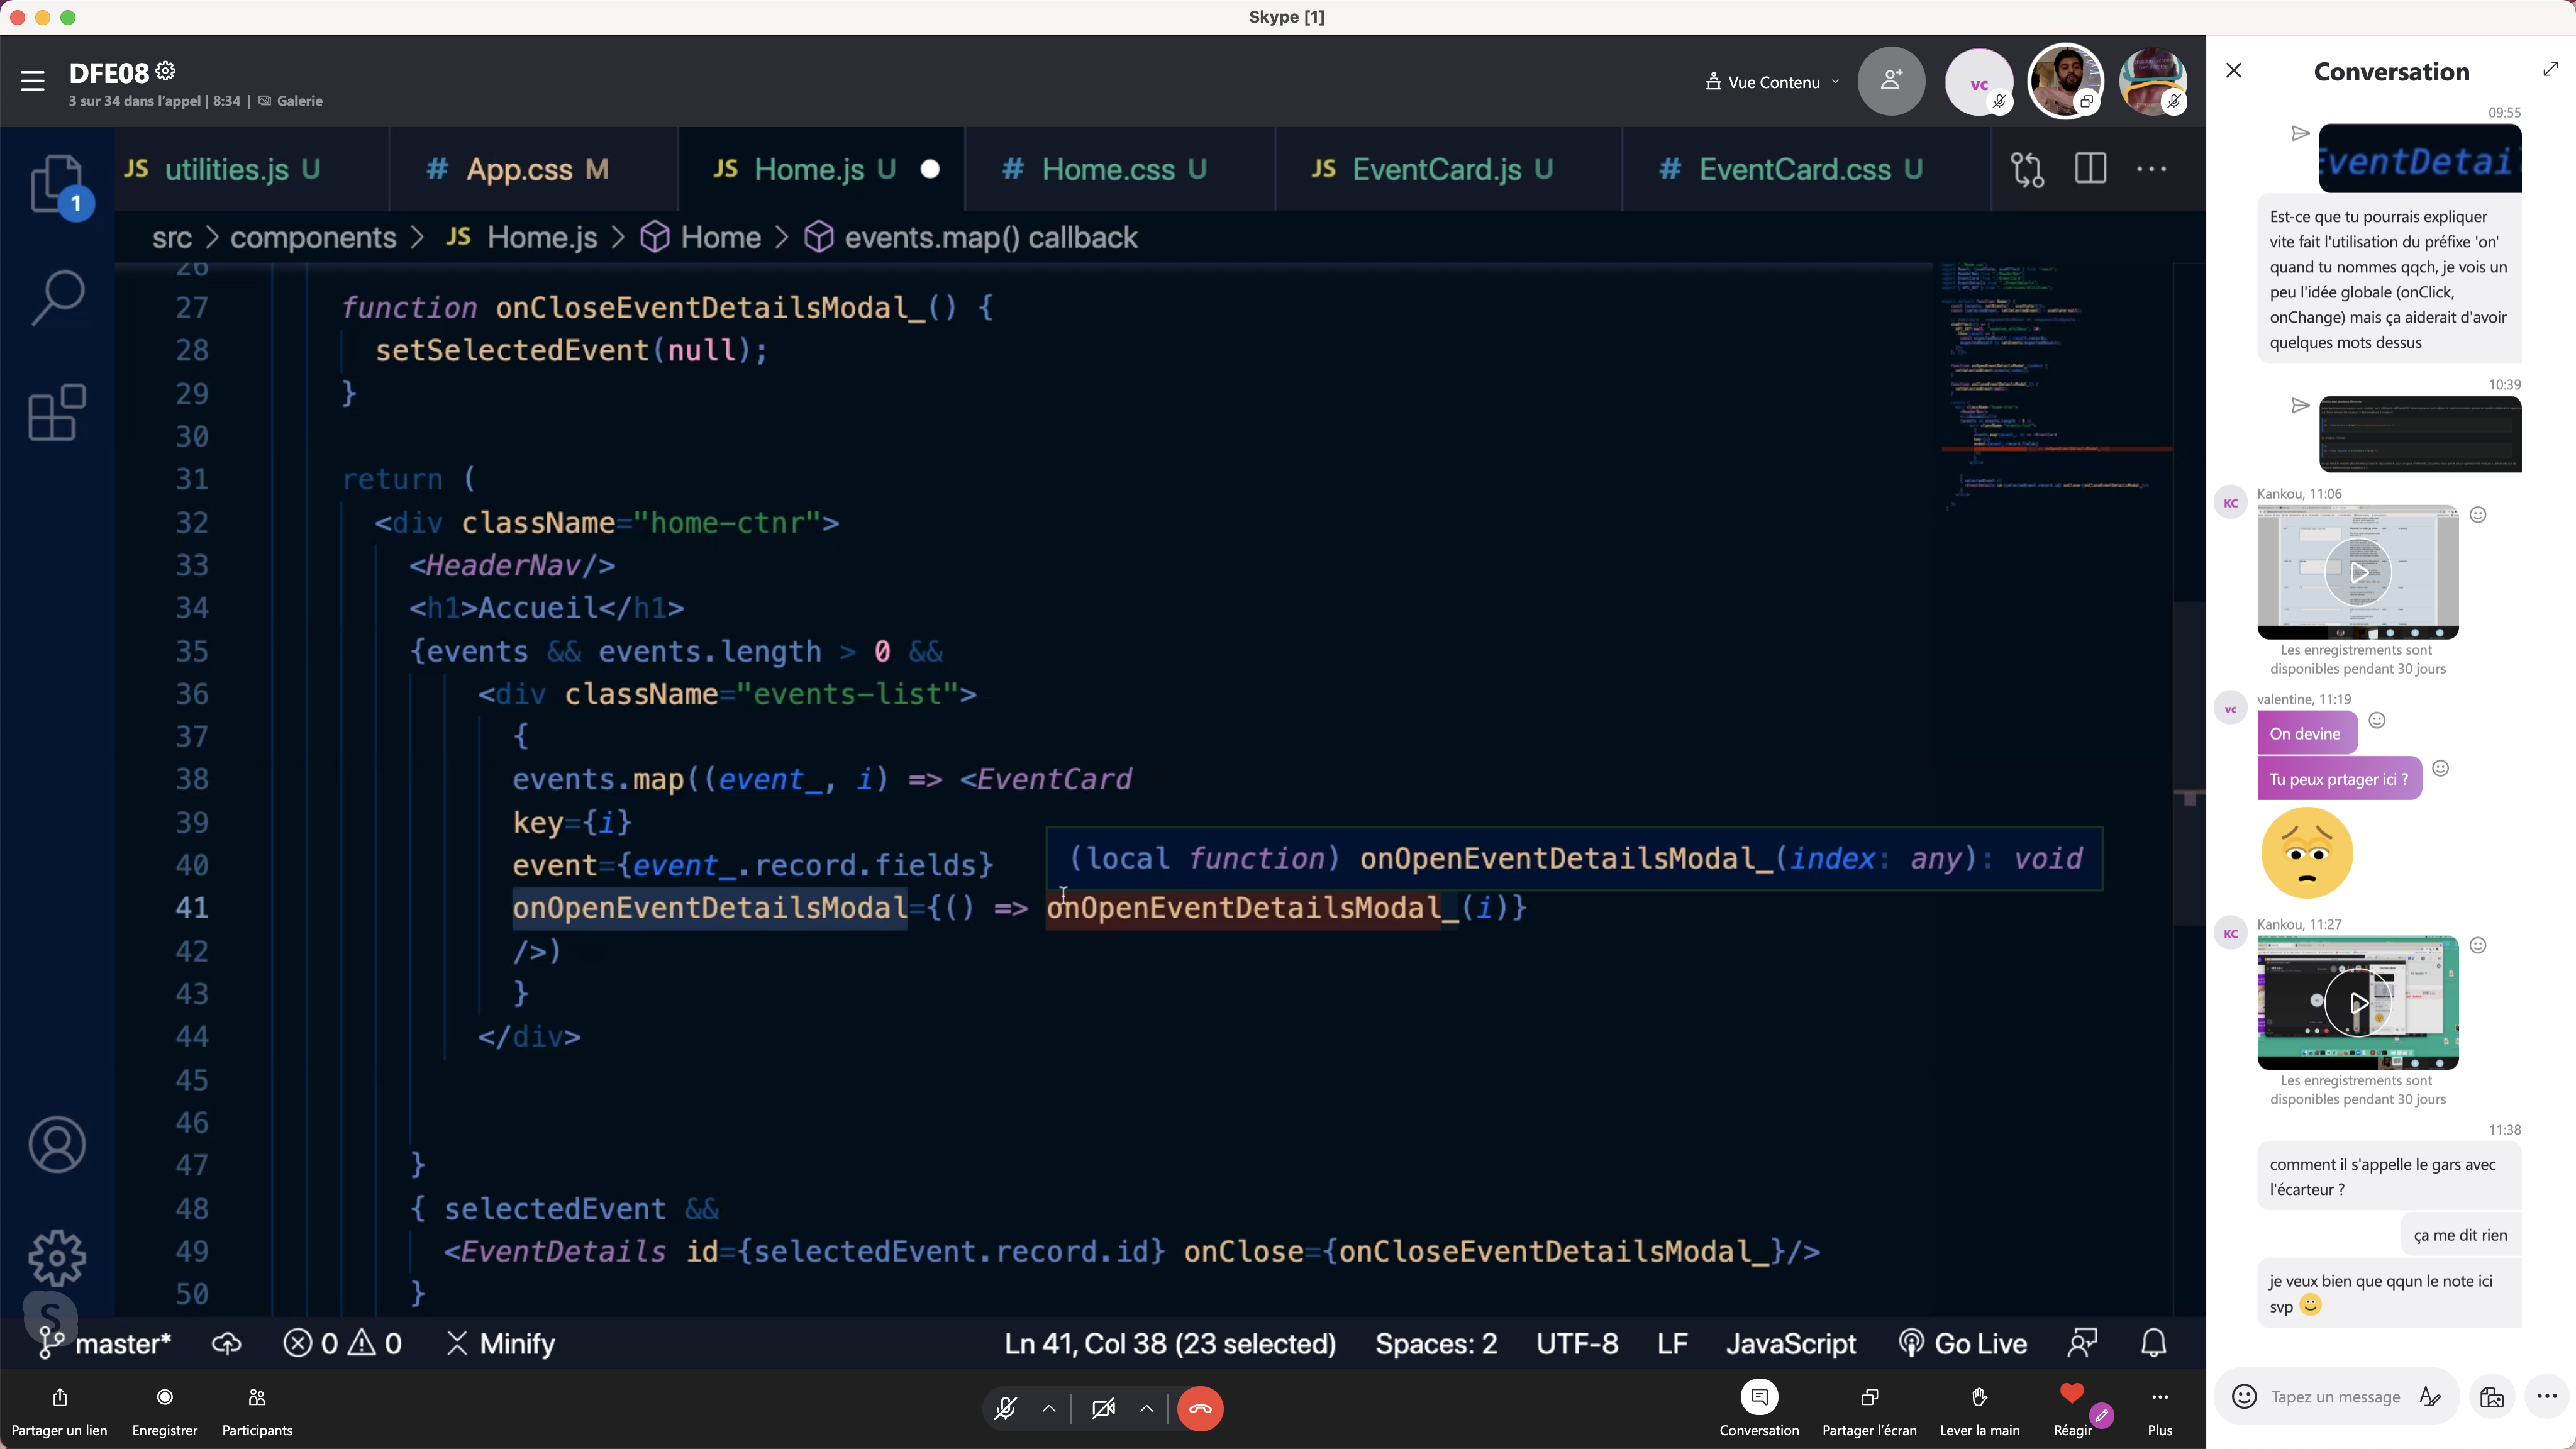 Skype [1]
DFE08
3 sur 34 dans l'appel | 8:34 | Galerie
Vue Contenu
VC
JS utilities.js U
# App.css M
JS Home.js U
# Home.css U
JS EventCard.js U
# EventCard.css U
1
src > components > JS Home.js > Home > events.map() callback
26
27 function onCloseEventDetailsModal_() {
28 setSelectedEvent(null);
29 }
30
31 return (
32 <div className="home-ctnr">
33 <HeaderNav/>
34 <h1>Accueil</h1>
35 {events && events.length > 0 &&
36 <div className="events-list">
37 {
38 events.map((event_, i) => <EventCard
39 key={i}
40 event={event_.record.fields}
(local function) onOpenEventDetailsModal_(index: any): void
41 onOpenEventDetailsModal={() => onOpenEventDetailsModal_(i)}
42 />)
43 }
44 </div>
45
46
47 }
48 { selectedEvent &&
49 <EventDetails id={selectedEvent.record.id} onClose={onCloseEventDetailsModal_}/>
50 }
S
master* 0 0 Minify
Ln 41, Col 38 (23 selected) Spaces: 2 UTF-8 LF JavaScript Go Live
Partager un lien
Enregistrer
Participants
Conversation
Partager l'écran
Lever la main
Réagir
Plus
Conversation
09:55
EventDetai
Est-ce que tu pourrais expliquer
vite fait l'utilisation du préfixe 'on'
quand tu nommes qqch, je vois un
peu l'idée globale (onClick,
onChange) mais ça aiderait d'avoir
quelques mots dessus
10:39
KC
Kankou, 11:06
Les enregistrements sont
disponibles pendant 30 jours
vc
valentine, 11:19
On devine
Tu peux prtager ici ?
KC
Kankou, 11:27
Les enregistrements sont
disponibles pendant 30 jours
11:38
comment il s'appelle le gars avec
l'écarteur ?
ça me dit rien
je veux bien que qqun le note ici
svp
Tapez un message